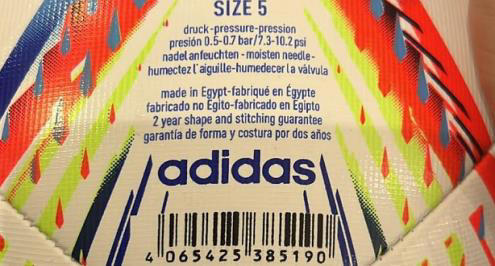 SIZE 5
druck-pressure-pression
presión 0.5-0.7 bar/7.3-10.2 psi
nadel anfeuchten - moisten needle-
humectez l'aiguille-humedecer la válvula
made in Egypt-fabriqué en Égypte
fabricado no Egito-fabricado en Egipto
2 year shape and stitching guarantee
garantía de forma y costura por dos años
adidas
4 065425 385190